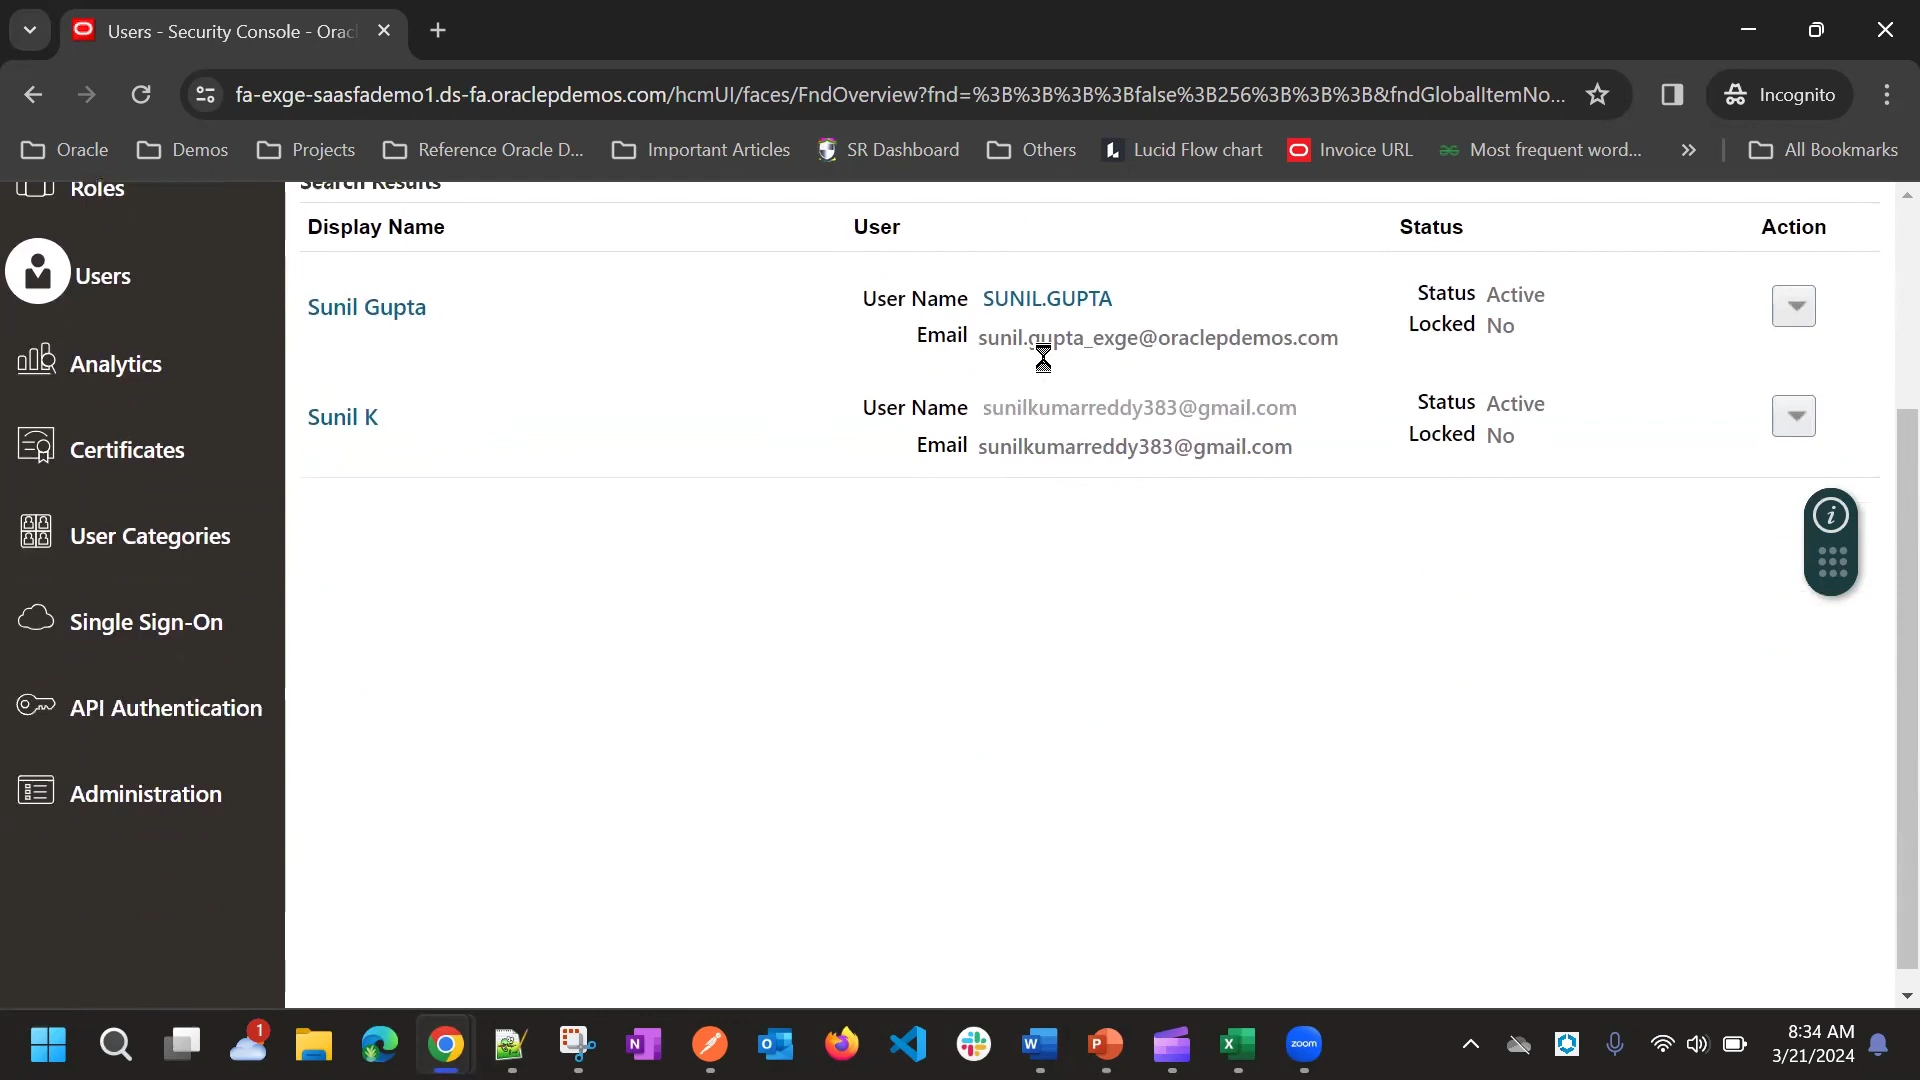 Users - Security Console - Orac
fa-exge-saasfademo1.ds-fa.oraclepdemos.com/hcmUI/faces/FndOverview?fnd=%3B%3B%3B%3Bfalse%3B256%3B%3B%3B&fndGlobalItemNo...
Incognito
Oracle
Demos
Projects
Reference Oracle D...
Important Articles
SR Dashboard
Others
Lucid Flow chart
Invoice URL
Most frequent word...
All Bookmarks
Roles
Users
Analytics
Certificates
User Categories
Single Sign-On
API Authentication
Administration
Search Results
Display Name User Status Action
Sunil Gupta
User Name SUNIL.GUPTA
Email sunil.gupta_exge@oraclepdemos.com
Status Active
Locked No
Sunil K
User Name sunilkumarreddy383@gmail.com
Email sunilkumarreddy383@gmail.com
Status Active
Locked No
1
zoom
8:34 AM
3/21/2024